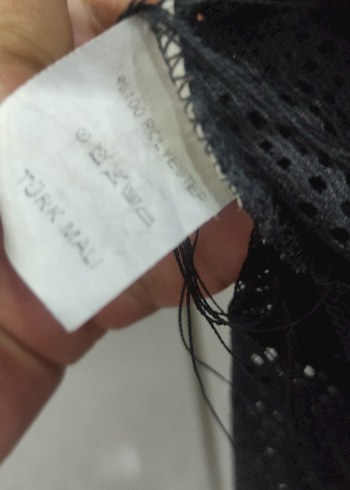 %100 POLYESTER
TÜRK MALI